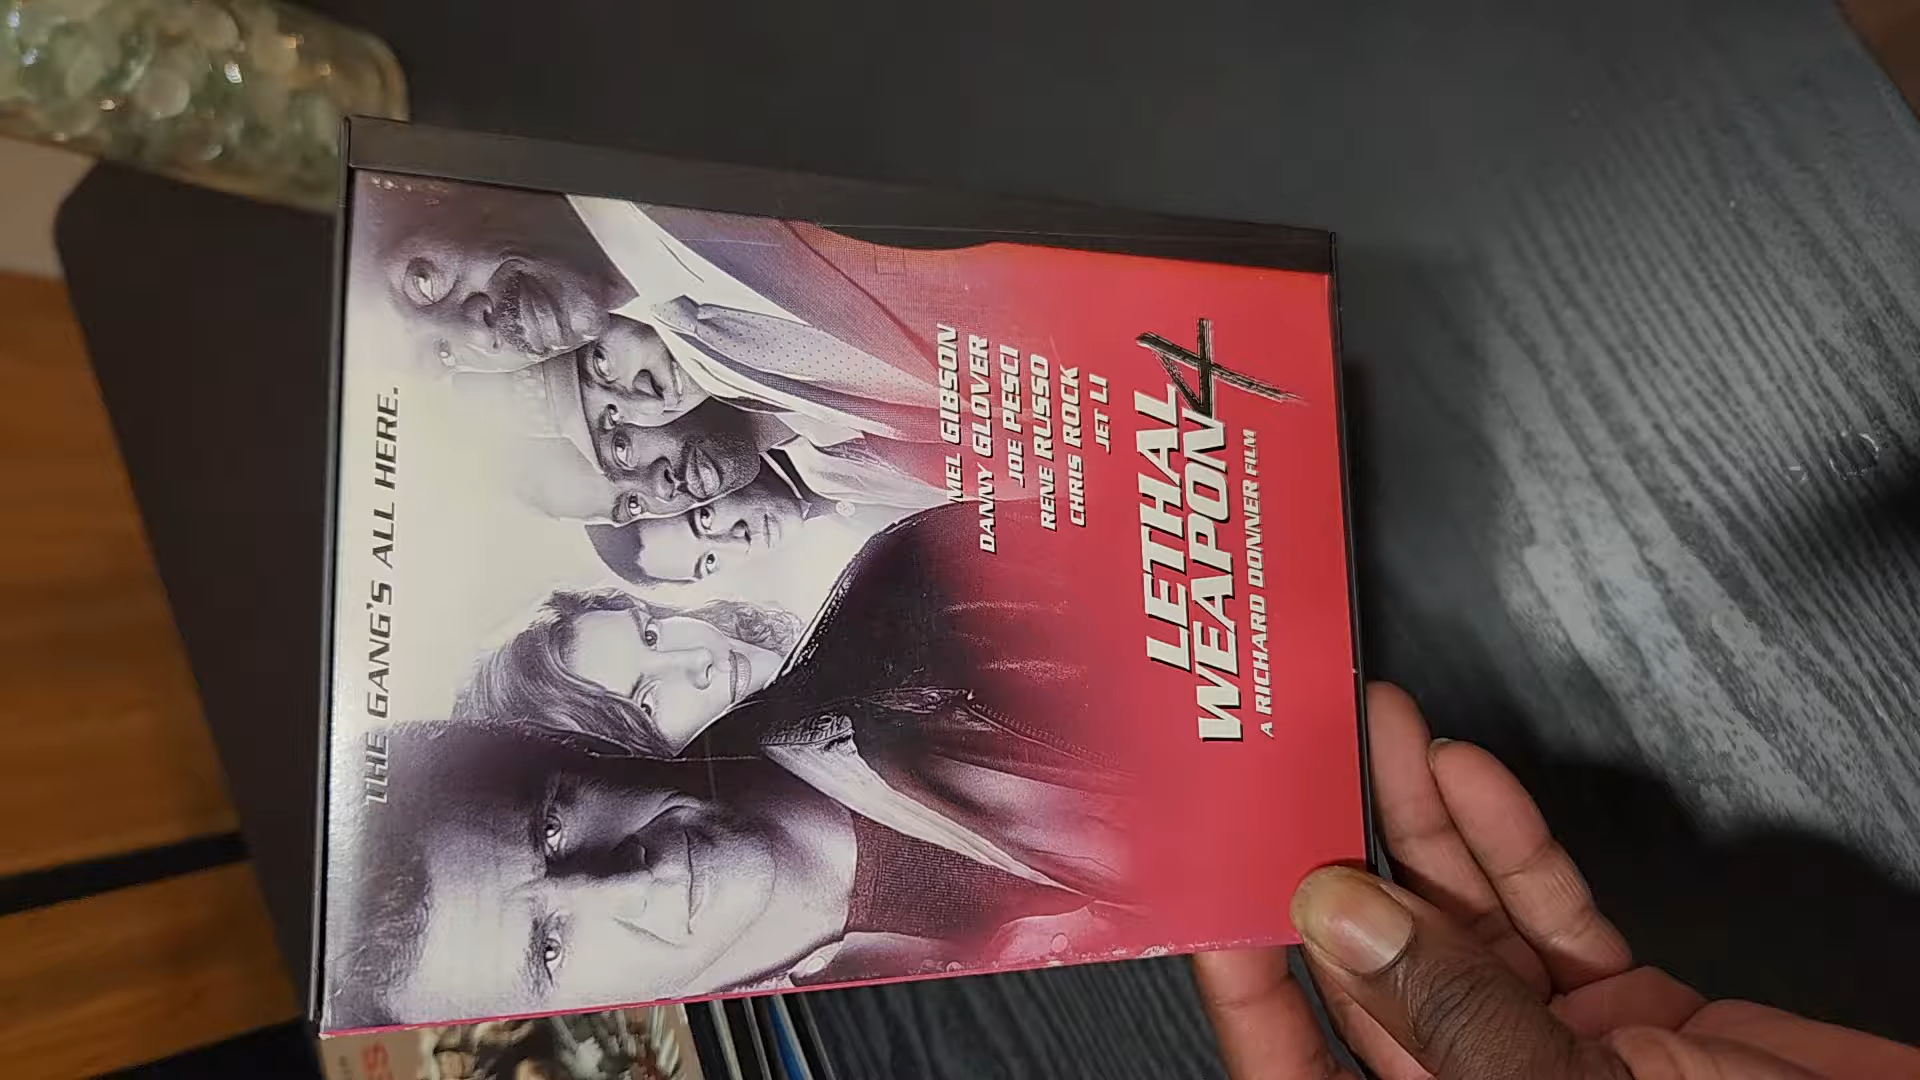 THE GANG'S ALL HERE.
MEL GIBSON
DANNY GLOVER
JOE PESCI
RENE RUSSO
CHRIS ROCK
JET LI
LETHAL
WEAPON 4
A RICHARD DONNER FILM